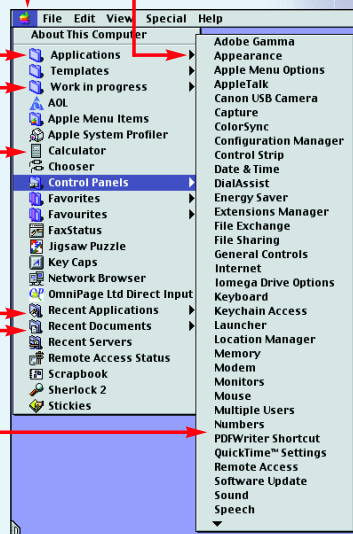 File Edit View Special Help
About This Computer
Applications
Templates
Work in progress
AOL
Apple Menu Items
Apple System Profiler
Calculator
Chooser
Control Panels
Favorites
Favourites
FaxStatus
Jigsaw Puzzle
Key Caps
Network Browser
OmniPage Ltd Direct Input
Recent Applications
Recent Documents
Recent Servers
Remote Access Status
Scrapbook
Sherlock 2
Stickies
Adobe Gamma
Appearance
Apple Menu Options
AppleTalk
Canon USB Camera
Capture
ColorSync
Configuration Manager
Control Strip
Date & Time
DialAssist
Energy Saver
Extensions Manager
File Exchange
File Sharing
General Controls
Internet
Iomega Drive Options
Keyboard
Keychain Access
Launcher
Location Manager
Memory
Modem
Monitors
Mouse
Multiple Users
Numbers
PDFWriter Shortcut
QuickTime™ Settings
Remote Access
Software Update
Sound
Speech